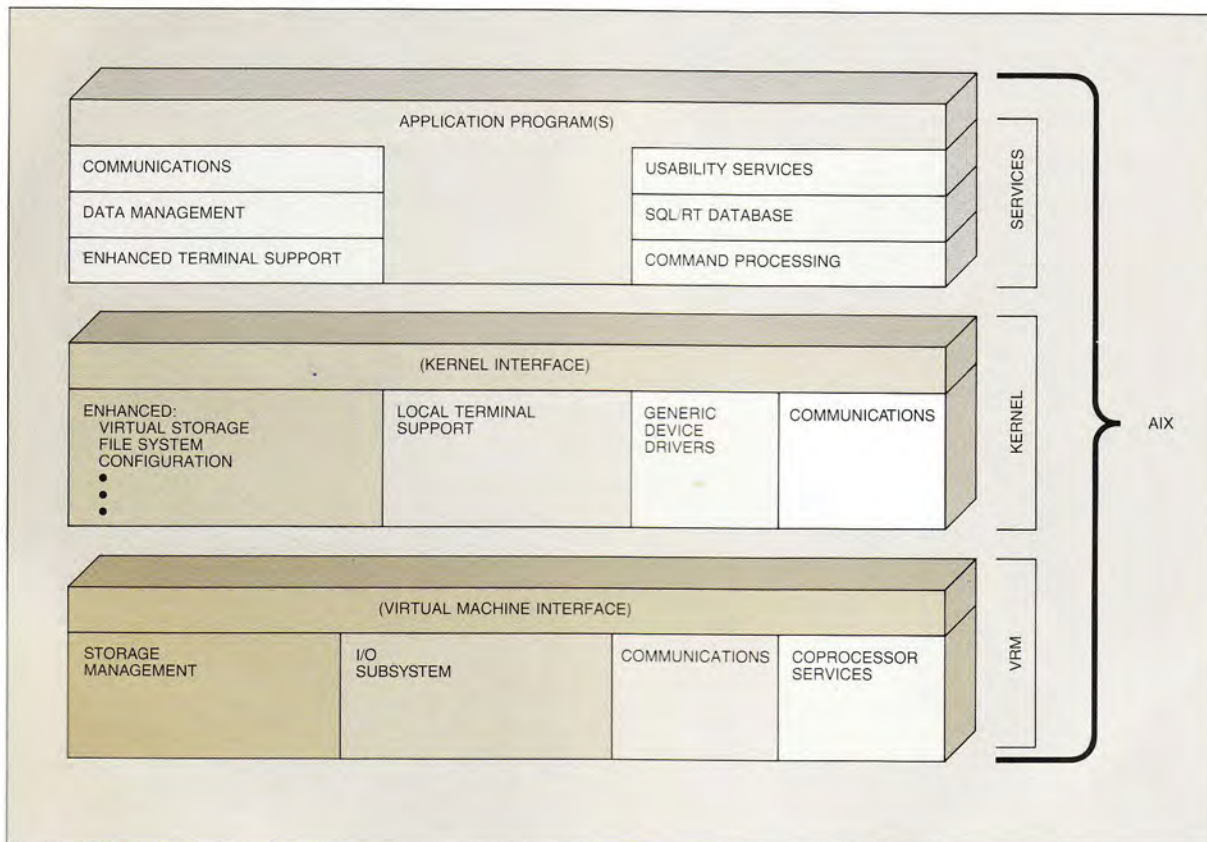 APPLICATION PROGRAM(S)
COMMUNICATIONS
DATA MANAGEMENT
ENHANCED TERMINAL SUPPORT
USABILITY SERVICES
SQL/RT DATABASE
COMMAND PROCESSING
SERVICES
(KERNEL INTERFACE)
ENHANCED:
VIRTUAL STORAGE
FILE SYSTEM
CONFIGURATION
•
•
•
LOCAL TERMINAL
SUPPORT
GENERIC
DEVICE
DRIVERS
COMMUNICATIONS
KERNEL
(VIRTUAL MACHINE INTERFACE)
STORAGE
MANAGEMENT
I/O
SUBSYSTEM
COMMUNICATIONS
COPROCESSOR
SERVICES
VRM
AIX